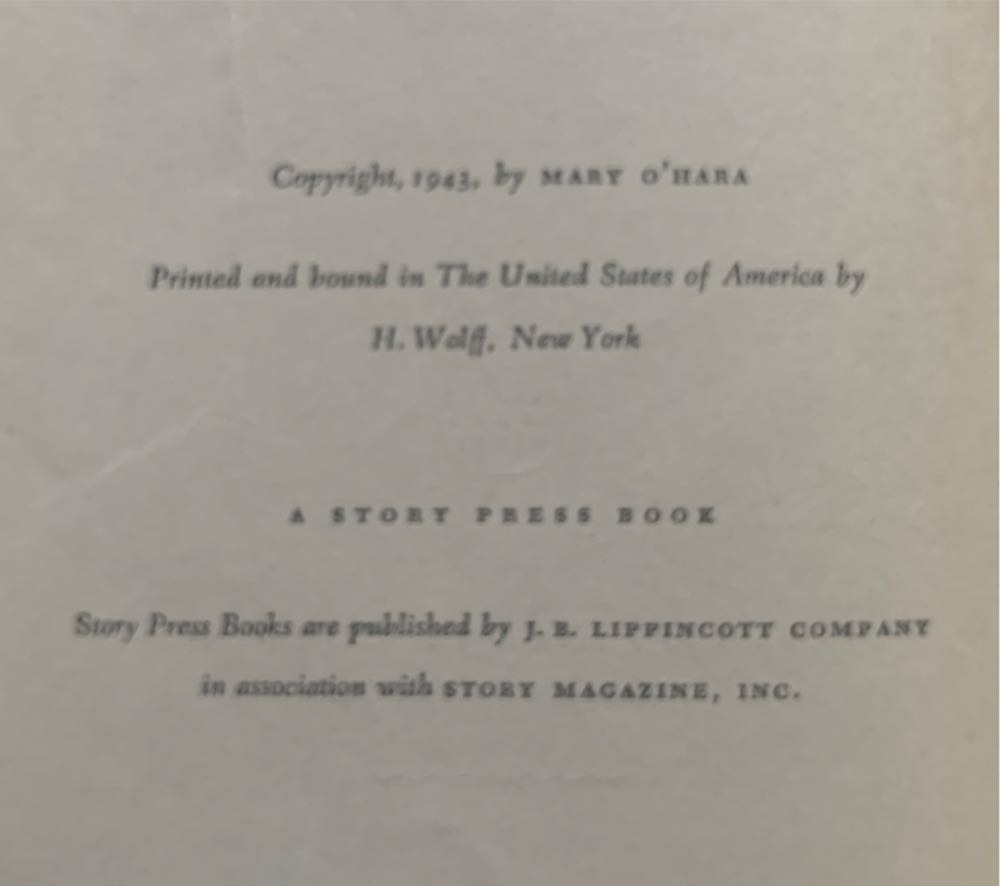 Copyright, 1943, by MARY O'HARA
Printed and bound in The United States of America by
H. Wolff, New York
A STORY PRESS BOOK
Story Press Books are published by J. B. LIPPINCOTT COMPANY
in association with STORY MAGAZINE, INC.